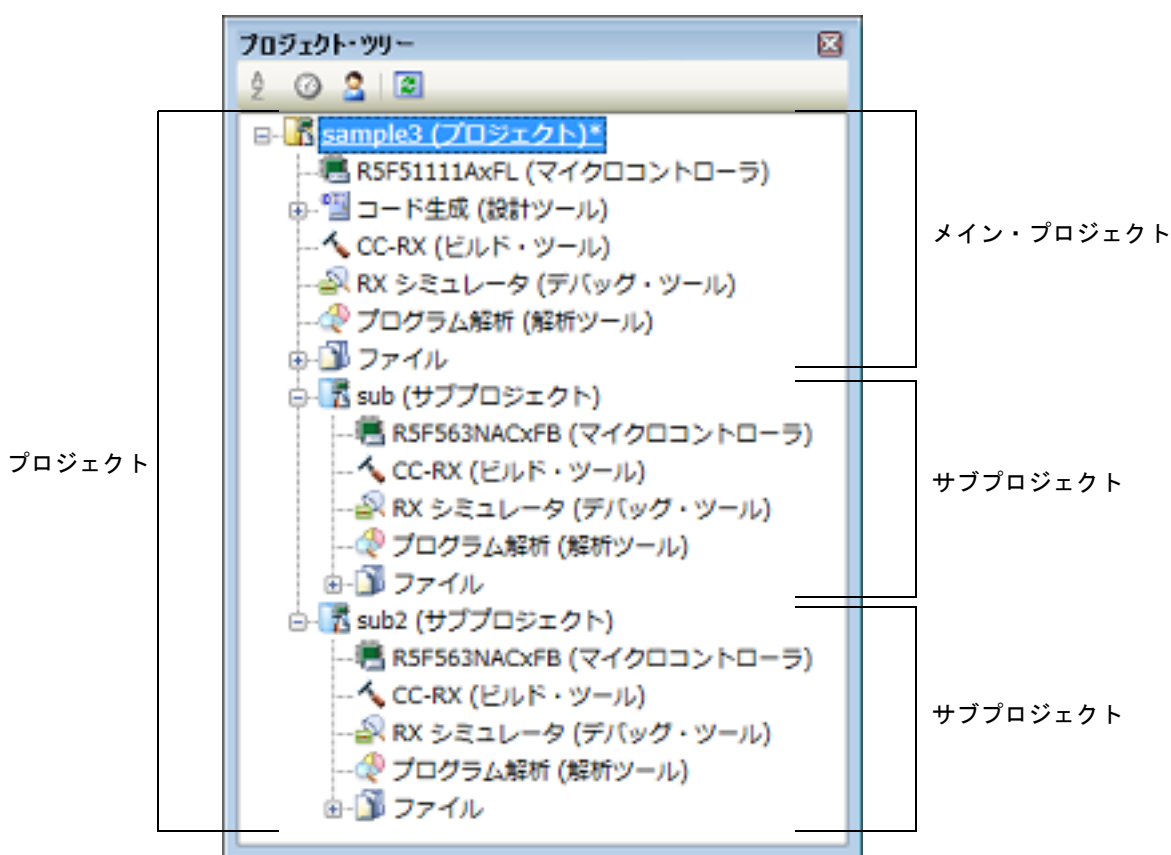 プロジェクト・ツリー
sample3 (プロジェクト)*
R5F51111AxFL (マイクロコントローラ)
コード生成 (設計ツール)
CC-RX (ビルド・ツール)
RX シミュレータ (デバッグ・ツール)
プログラム解析 (解析ツール)
ファイル
メイン・プロジェクト
sub (サブプロジェクト)
R5F563NACxFB (マイクロコントローラ)
CC-RX (ビルド・ツール)
RX シミュレータ (デバッグ・ツール)
プログラム解析 (解析ツール)
ファイル
プロジェクト
サブプロジェクト
sub2 (サブプロジェクト)
R5F563NACxFB (マイクロコントローラ)
CC-RX (ビルド・ツール)
RX シミュレータ (デバッグ・ツール)
プログラム解析 (解析ツール)
ファイル
サブプロジェクト